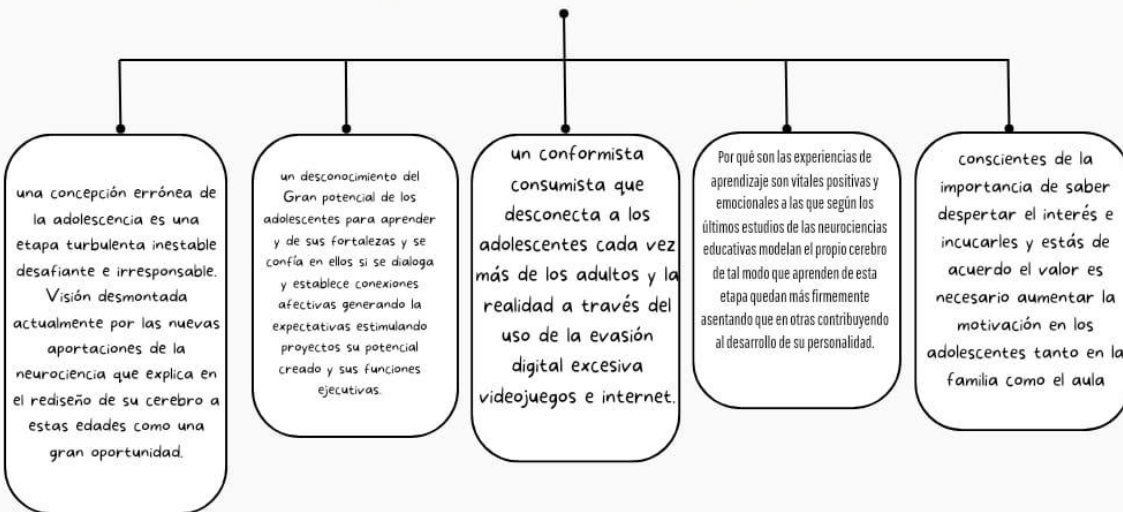 una concepción errónea de
la adolescencia es una
etapa turbulenta inestable
desafiante e irresponsable.
Visión desmontada
actualmente por las nuevas
aportaciones de la
neurociencia que explica en
el rediseño de su cerebro a
estas edades como una
gran oportunidad.
un desconocimiento del
Gran potencial de los
adolescentes para aprender
y de sus fortalezas y se
confía en ellos si se dialoga
y establece conexiones
afectivas generando la
expectativas estimulando
proyectos su potencial
creado y sus funciones
ejecutivas.
un conformista
consumista que
desconecta a los
adolescentes cada vez
más de los adultos y la
realidad a través del
uso de la evasión
digital excesiva
videojuegos e internet.
Por qué son las experiencias de
aprendizaje son vitales positivas y
emocionales a las que según los
últimos estudios de las neurociencias
educativas modelan el propio cerebro
de tal modo que aprenden de esta
etapa quedan más firmemente
asentando que en otras contribuyendo
al desarrollo de su personalidad.
conscientes de la
importancia de saber
despertar el interés e
incucarles y estás de
acuerdo el valor es
necesario aumentar la
motivación en los
adolescentes tanto en la
familia como el aula